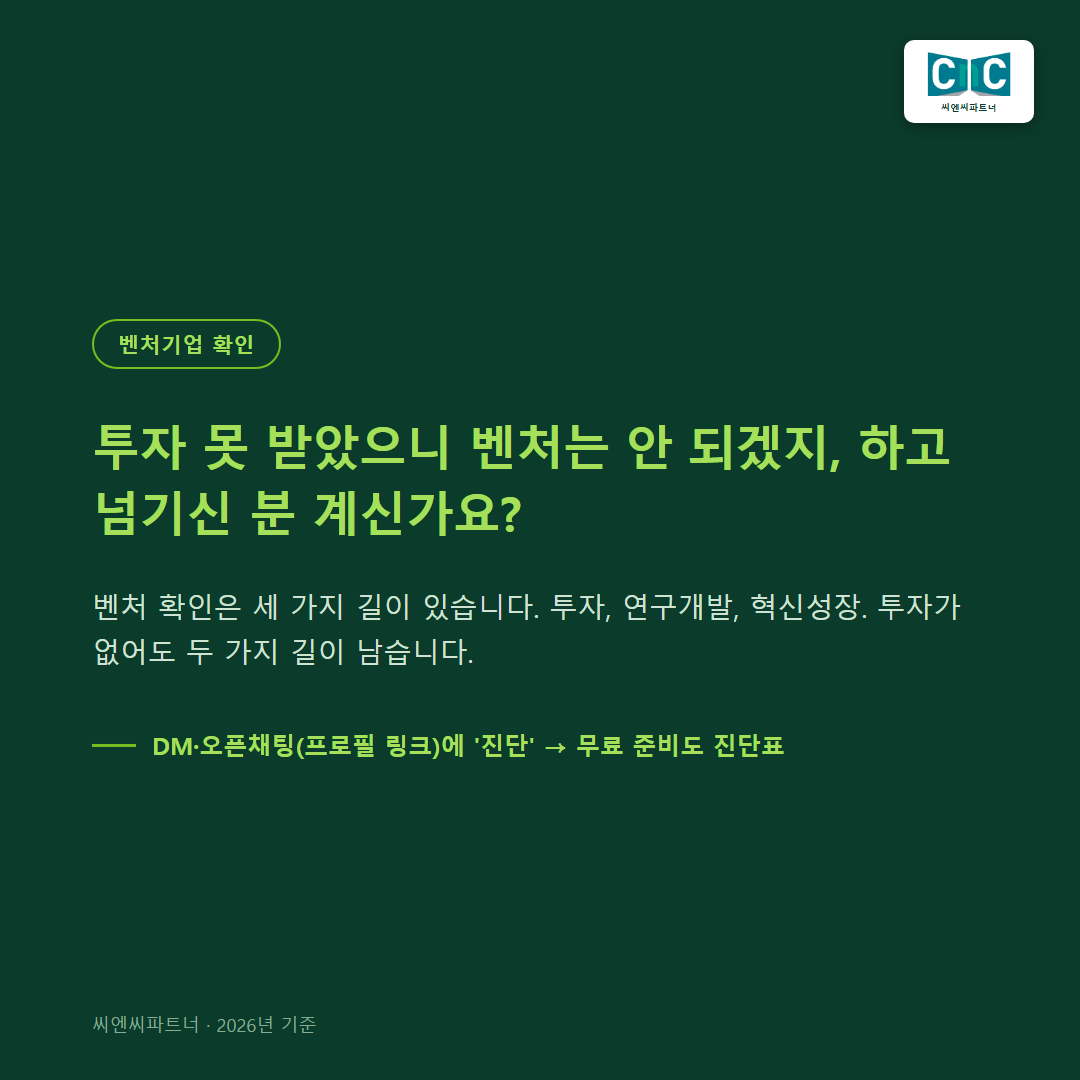 CnC
씨엔씨파트너
벤처기업 확인
투자 못 받았으니 벤처는 안 되겠지, 하고
넘기신 분 계신가요?
벤처 확인은 세 가지 길이 있습니다. 투자, 연구개발, 혁신성장. 투자가
없어도 두 가지 길이 남습니다.
DM·오픈채팅(프로필 링크)에 '진단' → 무료 준비도 진단표
씨엔씨파트너 · 2026년 기준